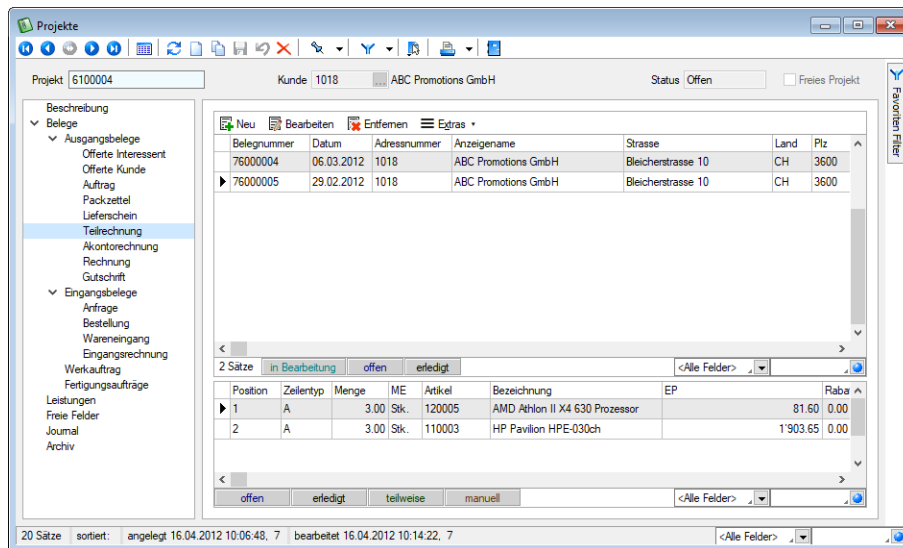 Projekte
Projekt 6100004 Kunde 1018 ... ABC Promotions GmbH Status Offen Freies Projekt
Favoriten Filter
Beschreibung
Belege
Ausgangsbelege
Offerte Interessent
Offerte Kunde
Auftrag
Packzettel
Lieferschein
Teilrechnung
Akontorechnung
Rechnung
Gutschrift
Eingangsbelege
Anfrage
Bestellung
Wareneingang
Eingangsrechnung
Werkauftrag
Fertigungsaufträge
Leistungen
Freie Felder
Journal
Archiv
Neu Bearbeiten Entfernen Extras
Belegnummer Datum Adressnummer Anzeigename Strasse Land Plz
76000004 06.03.2012 1018 ABC Promotions GmbH Bleicherstrasse 10 CH 3600
76000005 29.02.2012 1018 ABC Promotions GmbH Bleicherstrasse 10 CH 3600
2 Sätze in Bearbeitung offen erledigt <Alle Felder>
Position Zeilentyp Menge ME Artikel Bezeichnung EP Raba
1 A 3.00 Stk. 120005 AMD Athlon II X4 630 Prozessor 81.60 0.00
2 A 3.00 Stk. 110003 HP Pavilion HPE-030ch 1'903.65 0.00
offen erledigt teilweise manuell <Alle Felder>
20 Sätze sortiert: angelegt 16.04.2012 10:06:48, 7 bearbeitet 16.04.2012 10:14:22, 7 <Alle Felder>